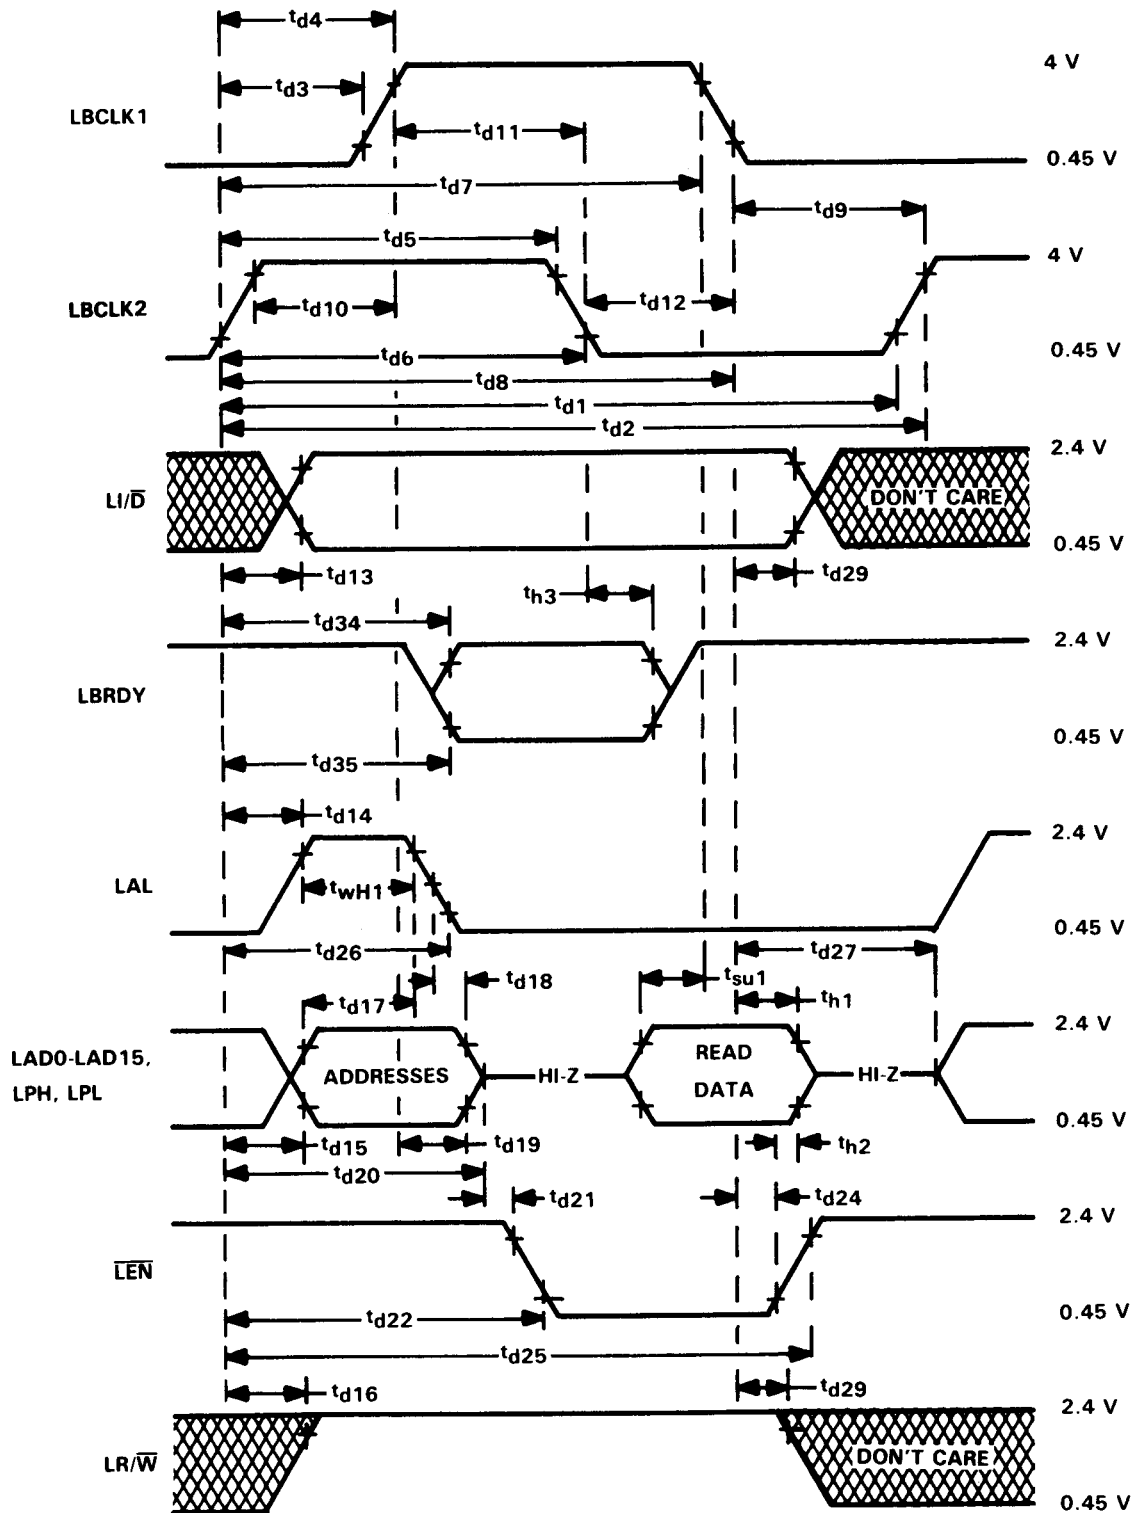 td4
4 V
td3
LBCLK1
td11
0.45 V
td7
td9
td5
4 V
LBCLK2
td10
td12
td6
0.45 V
td8
td1
td2
2.4 V
LI/D̅
DON'T CARE
0.45 V
td13
th3
td29
td34
2.4 V
LBRDY
0.45 V
td35
td14
2.4 V
LAL
twH1
0.45 V
td26
td27
td18
tsu1
td17
th1
2.4 V
LAD0-LAD15,
LPH, LPL
ADDRESSES
HI-Z
READ
DATA
HI-Z
0.45 V
td15
td19
th2
td20
td21
td24
2.4 V
L̅E̅N̅
0.45 V
td22
td25
td16
td29
2.4 V
LR/W̅
DON'T CARE
0.45 V